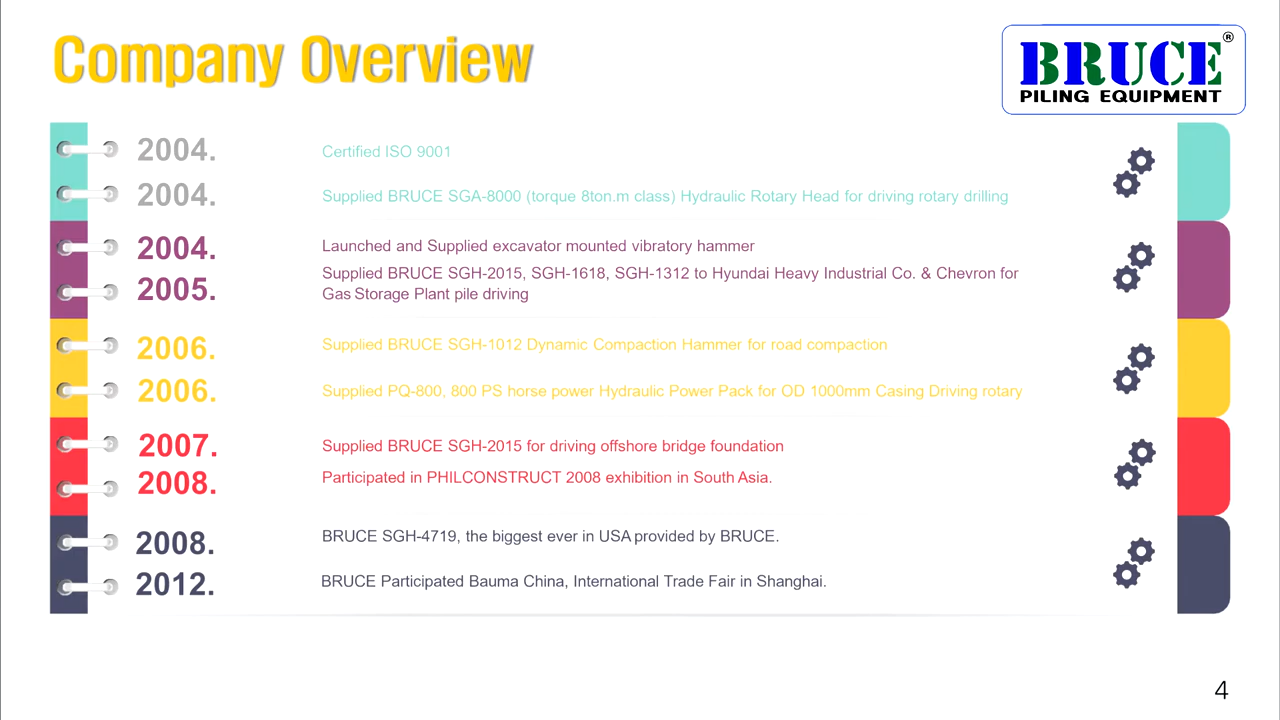 Company Overview
BRUCE®
PILING EQUIPMENT
2004. Certified ISO 9001
2004. Supplied BRUCE SGA-8000 (torque 8ton.m class) Hydraulic Rotary Head for driving rotary drilling
2004. Launched and Supplied excavator mounted vibratory hammer
2005. Supplied BRUCE SGH-2015, SGH-1618, SGH-1312 to Hyundai Heavy Industrial Co. & Chevron for
Gas Storage Plant pile driving
2006. Supplied BRUCE SGH-1012 Dynamic Compaction Hammer for road compaction
2006. Supplied PQ-800, 800 PS horse power Hydraulic Power Pack for OD 1000mm Casing Driving rotary
2007. Supplied BRUCE SGH-2015 for driving offshore bridge foundation
2008. Participated in PHILCONSTRUCT 2008 exhibition in South Asia.
2008. BRUCE SGH-4719, the biggest ever in USA provided by BRUCE.
2012. BRUCE Participated Bauma China, International Trade Fair in Shanghai.
4